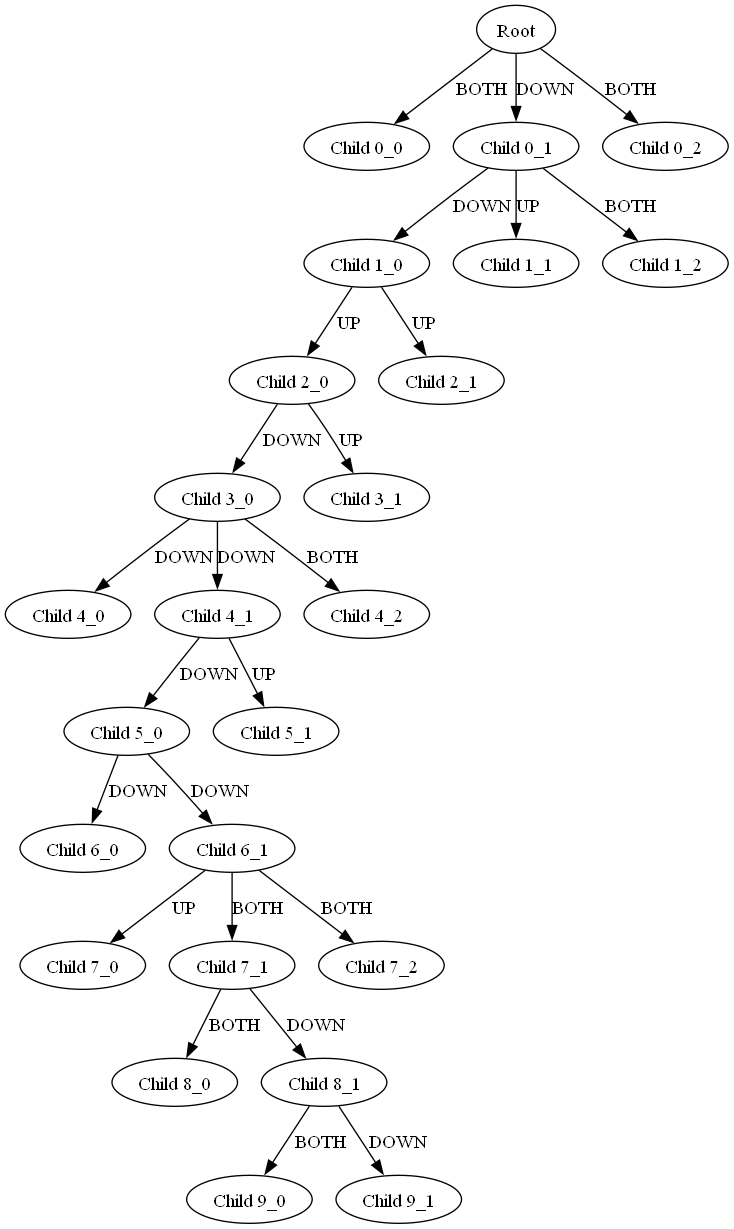 Root
BOTH DOWN BOTH
Child 0_0 Child 0_1 Child 0_2
DOWN UP BOTH
Child 1_0 Child 1_1 Child 1_2
UP UP
Child 2_0 Child 2_1
DOWN UP
Child 3_0 Child 3_1
DOWN DOWN BOTH
Child 4_0 Child 4_1 Child 4_2
DOWN UP
Child 5_0 Child 5_1
DOWN DOWN
Child 6_0 Child 6_1
UP BOTH BOTH
Child 7_0 Child 7_1 Child 7_2
BOTH DOWN
Child 8_0 Child 8_1
BOTH DOWN
Child 9_0 Child 9_1